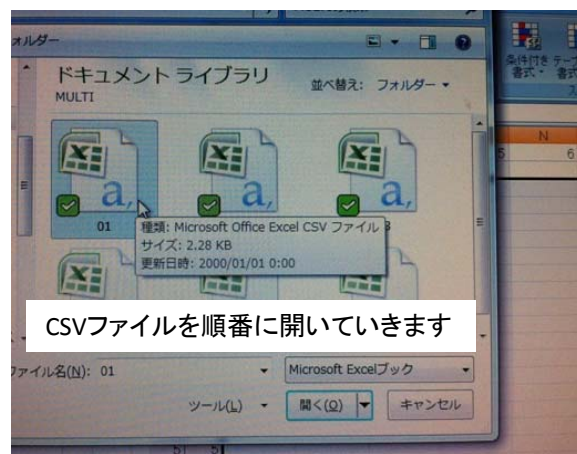 ォルダー
条件付き
書式
ドキュメント ライブラリ
MULTI
並べ替え: フォルダー
N
5
6
a,
a,
a,
01
種類: Microsoft Office Excel CSV ファイル
サイズ: 2.28 KB
更新日時: 2000/01/01 0:00
CSVファイルを順番に開いていきます
ファイル名(N): 01
Microsoft Excelブック
ツール(L)
開く(O)
キャンセル
51
5